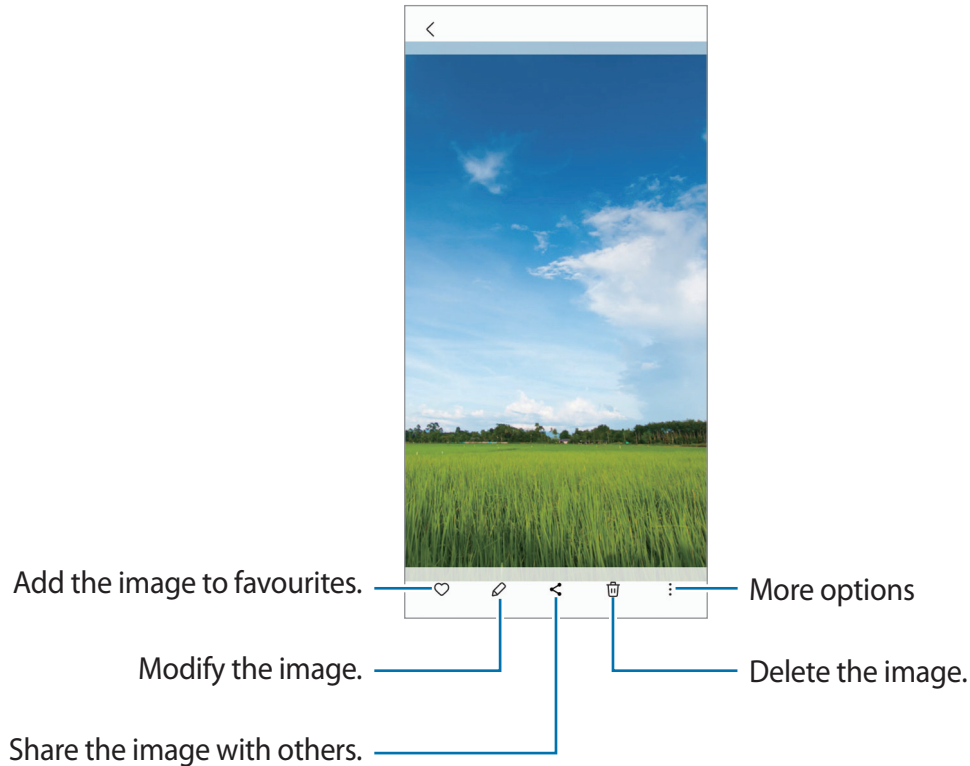 Add the image to favourites.
More options
Modify the image.
Delete the image.
Share the image with others.